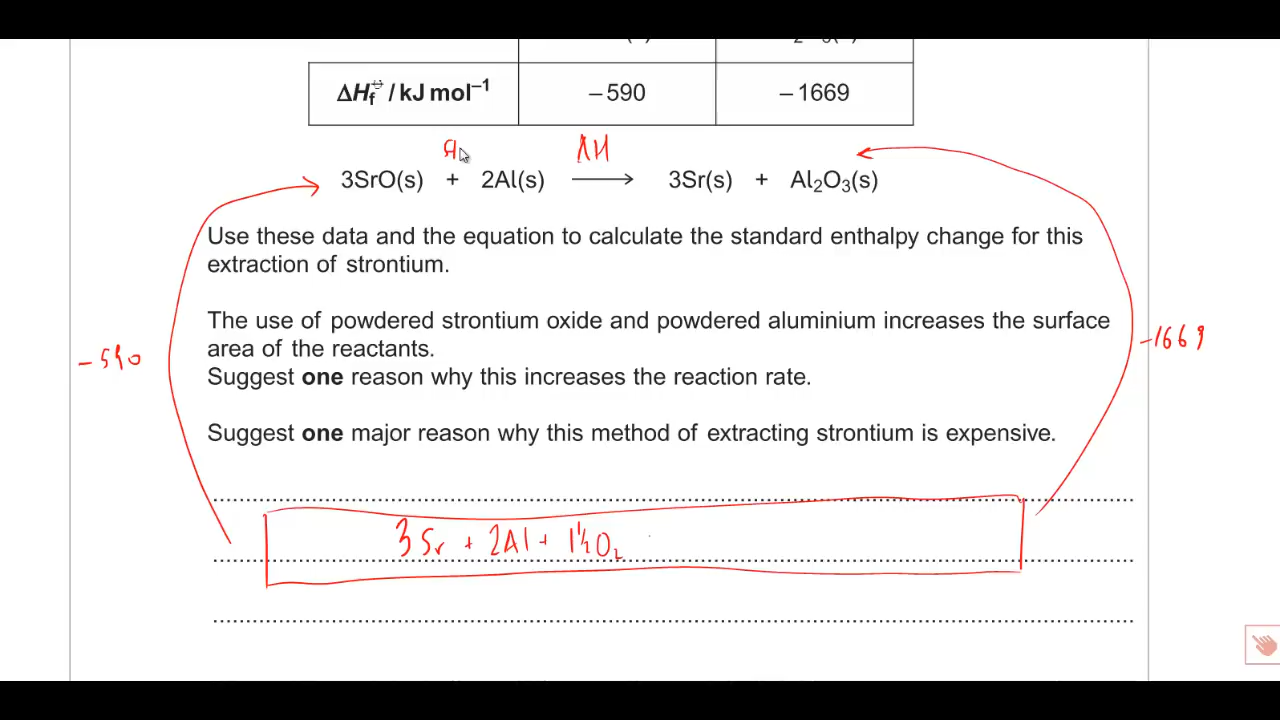 ΔH f ⦵ / kJ mol⁻¹ –590 –1669
ΔH
3SrO(s) + 2Al(s) ⟶ 3Sr(s) + Al₂O₃(s)
Use these data and the equation to calculate the standard enthalpy change for this
extraction of strontium.
The use of powdered strontium oxide and powdered aluminium increases the surface
area of the reactants.
Suggest one reason why this increases the reaction rate.
Suggest one major reason why this method of extracting strontium is expensive.
–590
–1669
3Sr + 2Al + 1½O₂